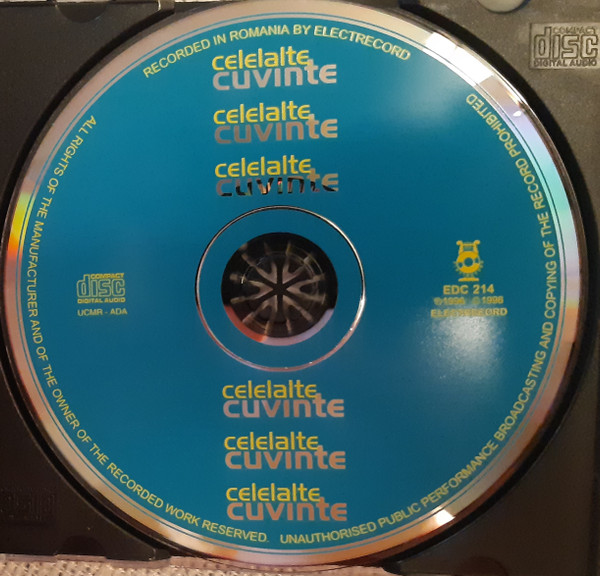 RECORDED IN ROMANIA BY ELECTRECORD
celelalte
cuvinte
celelalte
cuvinte
celelalte
cuvinte
COMPACT
disc
DIGITAL AUDIO
UCMR - ADA
EDC 214
ELECTRECORD
celelalte
cuvinte
celelalte
cuvinte
celelalte
cuvinte
ALL RIGHTS OF THE MANUFACTURER AND OF THE OWNER OF THE RECORDED WORK RESERVED. UNAUTHORISED PUBLIC PERFORMANCE BROADCASTING AND COPYING OF THE RECORD PROHIBITED
COMPACT
disc
DIGITAL AUDIO